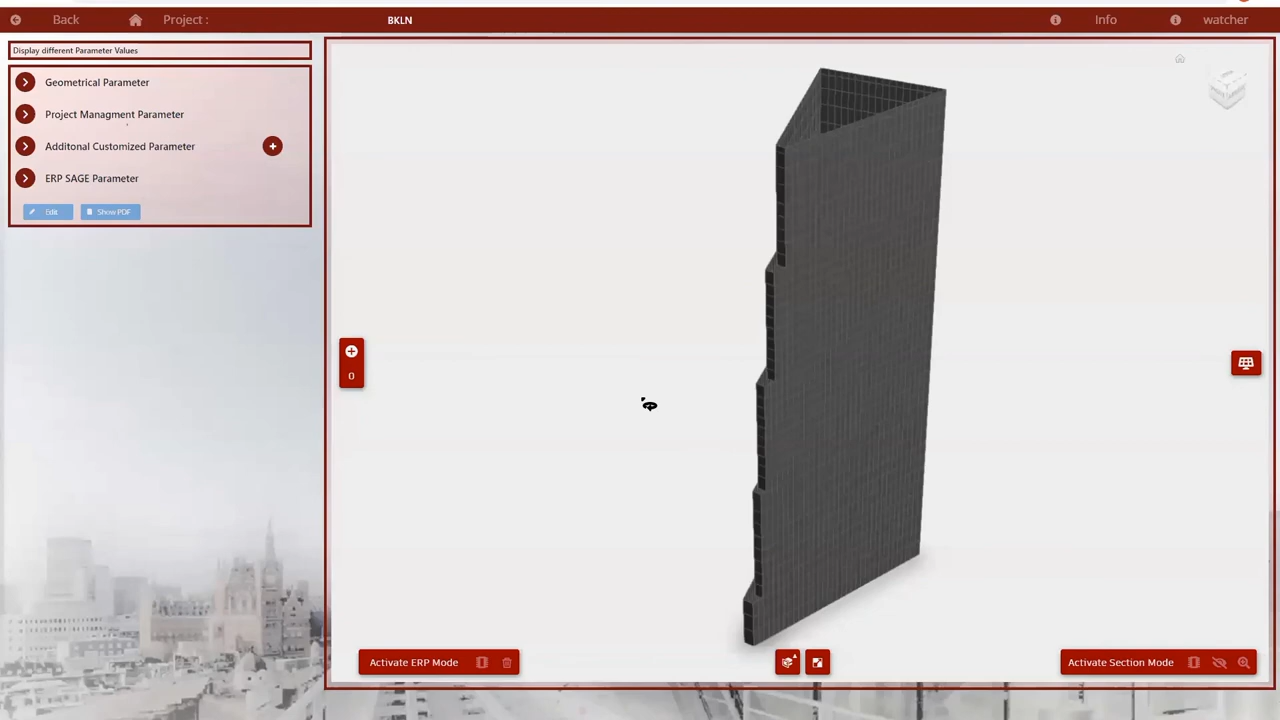 Back
Project :
BKLN
Info
watcher
Display different Parameter Values
Geometrical Parameter
Project Managment Parameter
Additonal Customized Parameter
ERP SAGE Parameter
Edit
Show PDF
0
Activate ERP Mode
Activate Section Mode